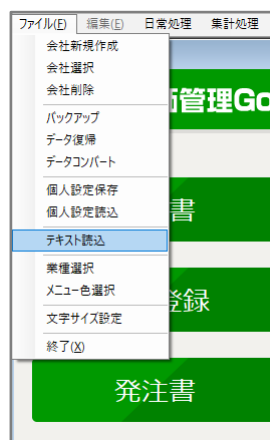 ファイル(F) 編集(E) 日常処理 集計処理
会社新規作成
会社選択
会社削除
バックアップ
データ復帰
データコンバート
個人設定保存
個人設定読込
テキスト読込
業種選択
メニュー色選択
文字サイズ設定
終了(X)
管理Go
書
登録
発注書